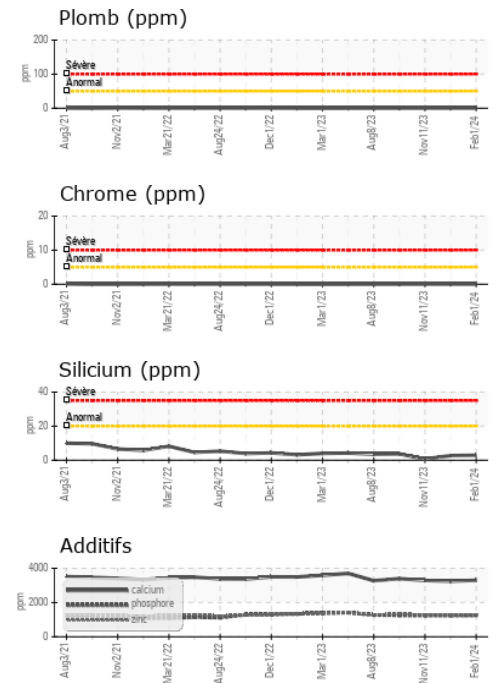 Plomb (ppm)
200
100
0
ppm
Sévère
Anormal
Aug3/21
Nov2/21
Mar21/22
Aug24/22
Dec1/22
Mar1/23
Aug8/23
Nov11/23
Feb1/24
Chrome (ppm)
20
10
0
ppm
Sévère
Anormal
Aug3/21
Nov2/21
Mar21/22
Aug24/22
Dec1/22
Mar1/23
Aug8/23
Nov11/23
Feb1/24
Silicium (ppm)
40
20
0
ppm
Sévère
Anormal
Aug3/21
Nov2/21
Mar21/22
Aug24/22
Dec1/22
Mar1/23
Aug8/23
Nov11/23
Feb1/24
Additifs
4000
2000
0
ppm
calcium
phosphore
zinc
Aug3/21
Nov2/21
Mar21/22
Aug24/22
Dec1/22
Mar1/23
Aug8/23
Nov11/23
Feb1/24